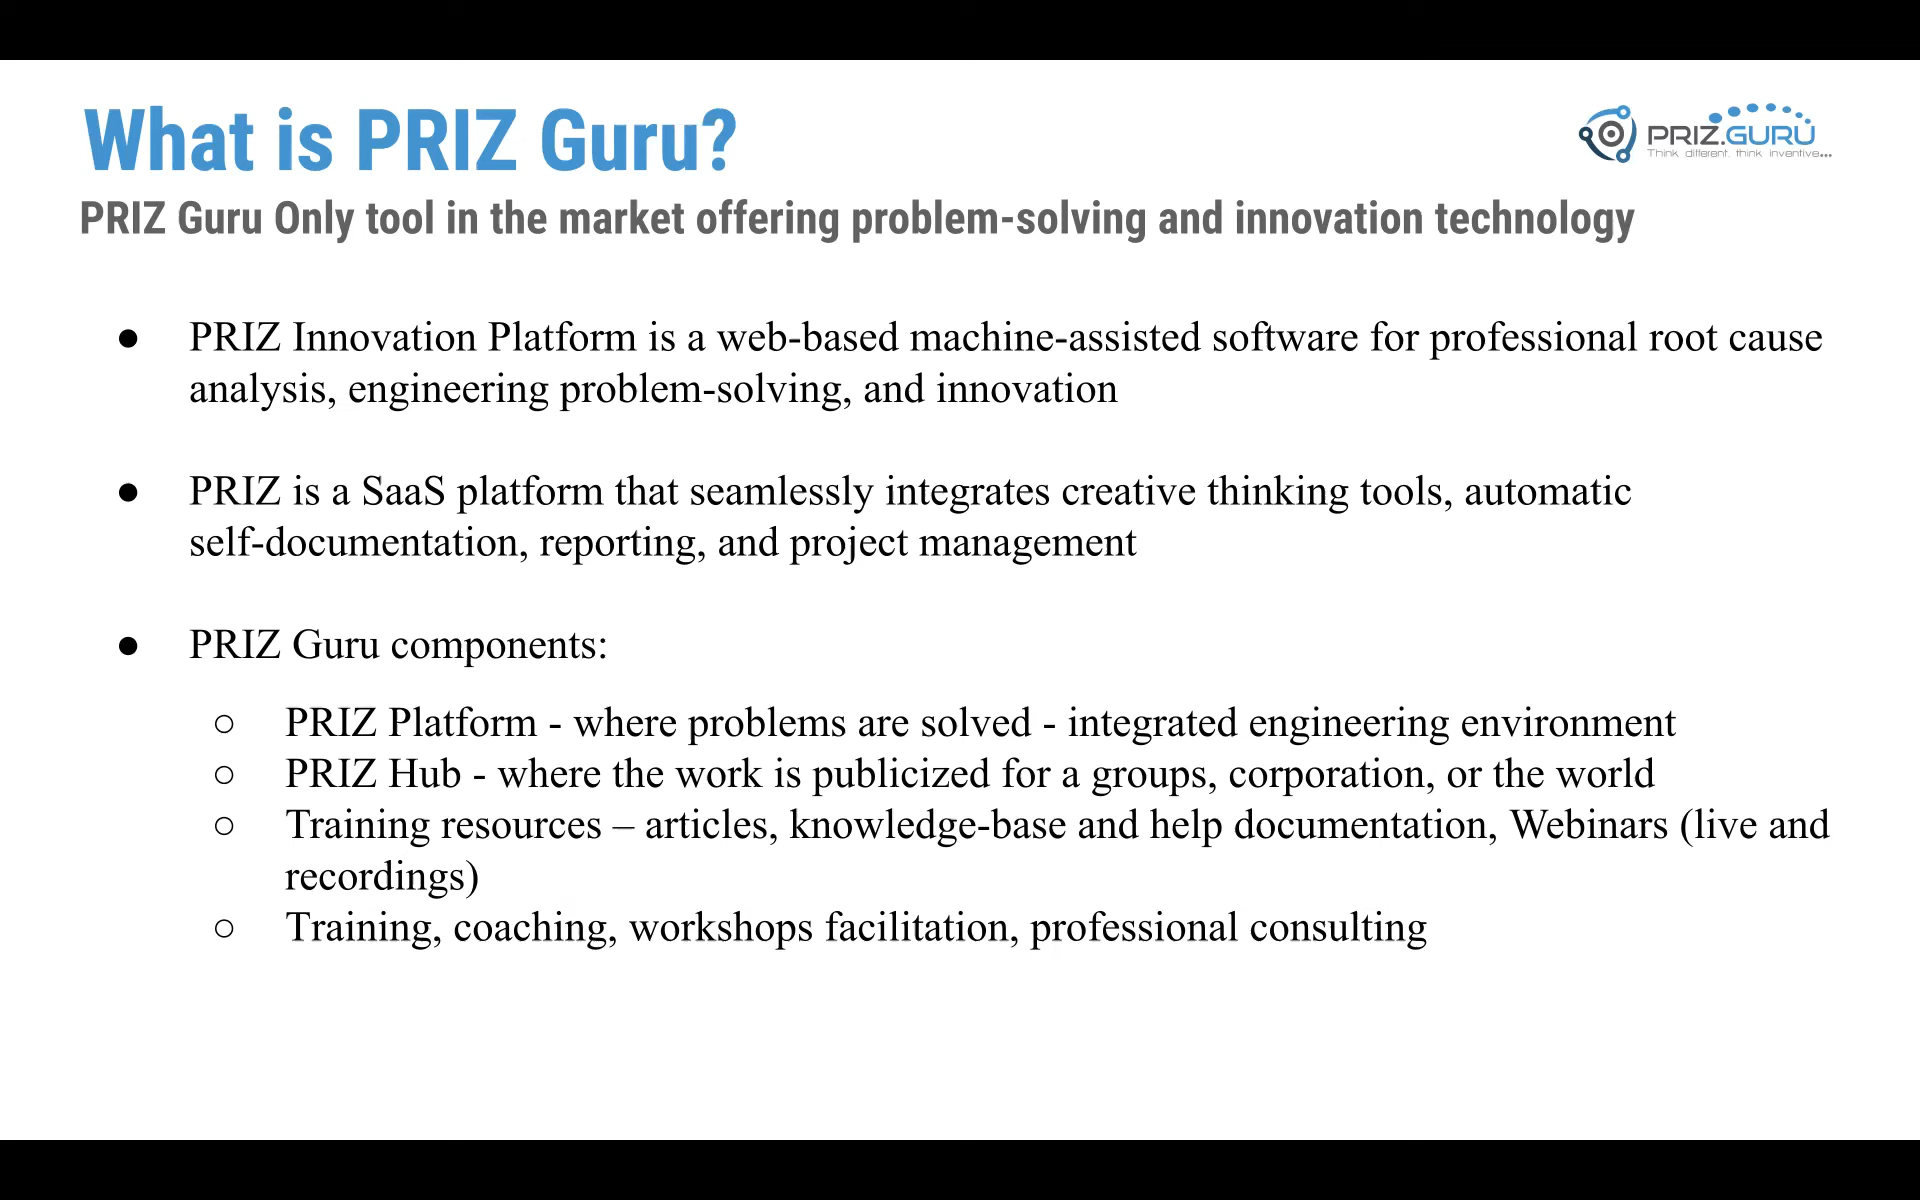 What is PRIZ Guru?
PRIZ.GURU
Think different. think inventive...
PRIZ Guru Only tool in the market offering problem-solving and innovation technology
● PRIZ Innovation Platform is a web-based machine-assisted software for professional root cause
analysis, engineering problem-solving, and innovation
● PRIZ is a SaaS platform that seamlessly integrates creative thinking tools, automatic
self-documentation, reporting, and project management
● PRIZ Guru components:
○ PRIZ Platform - where problems are solved - integrated engineering environment
○ PRIZ Hub - where the work is publicized for a groups, corporation, or the world
○ Training resources – articles, knowledge-base and help documentation, Webinars (live and
recordings)
○ Training, coaching, workshops facilitation, professional consulting